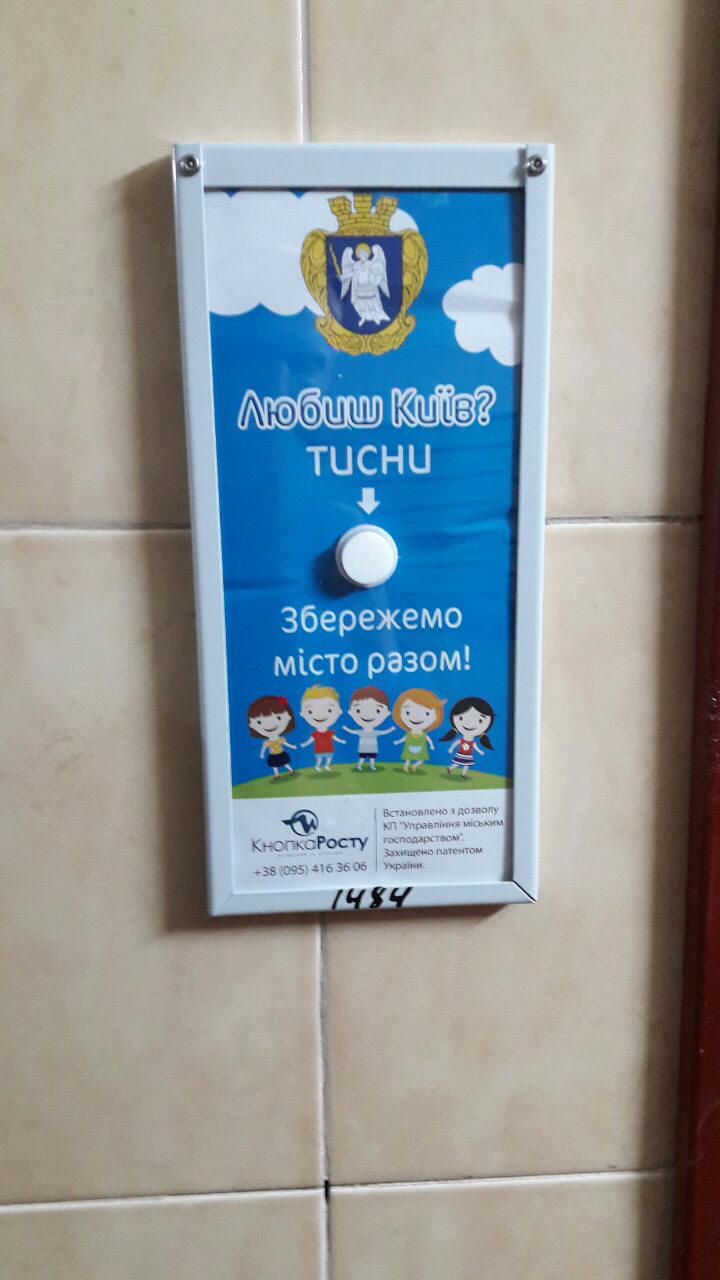 Любиш Київ?
тисни
Збережемо
місто разом!
КнопкаРосту
+38 (095) 416 36 06
Встановлено з дозволу
КП "Управління міським
господарством".
Захищено патентом
України.
1484